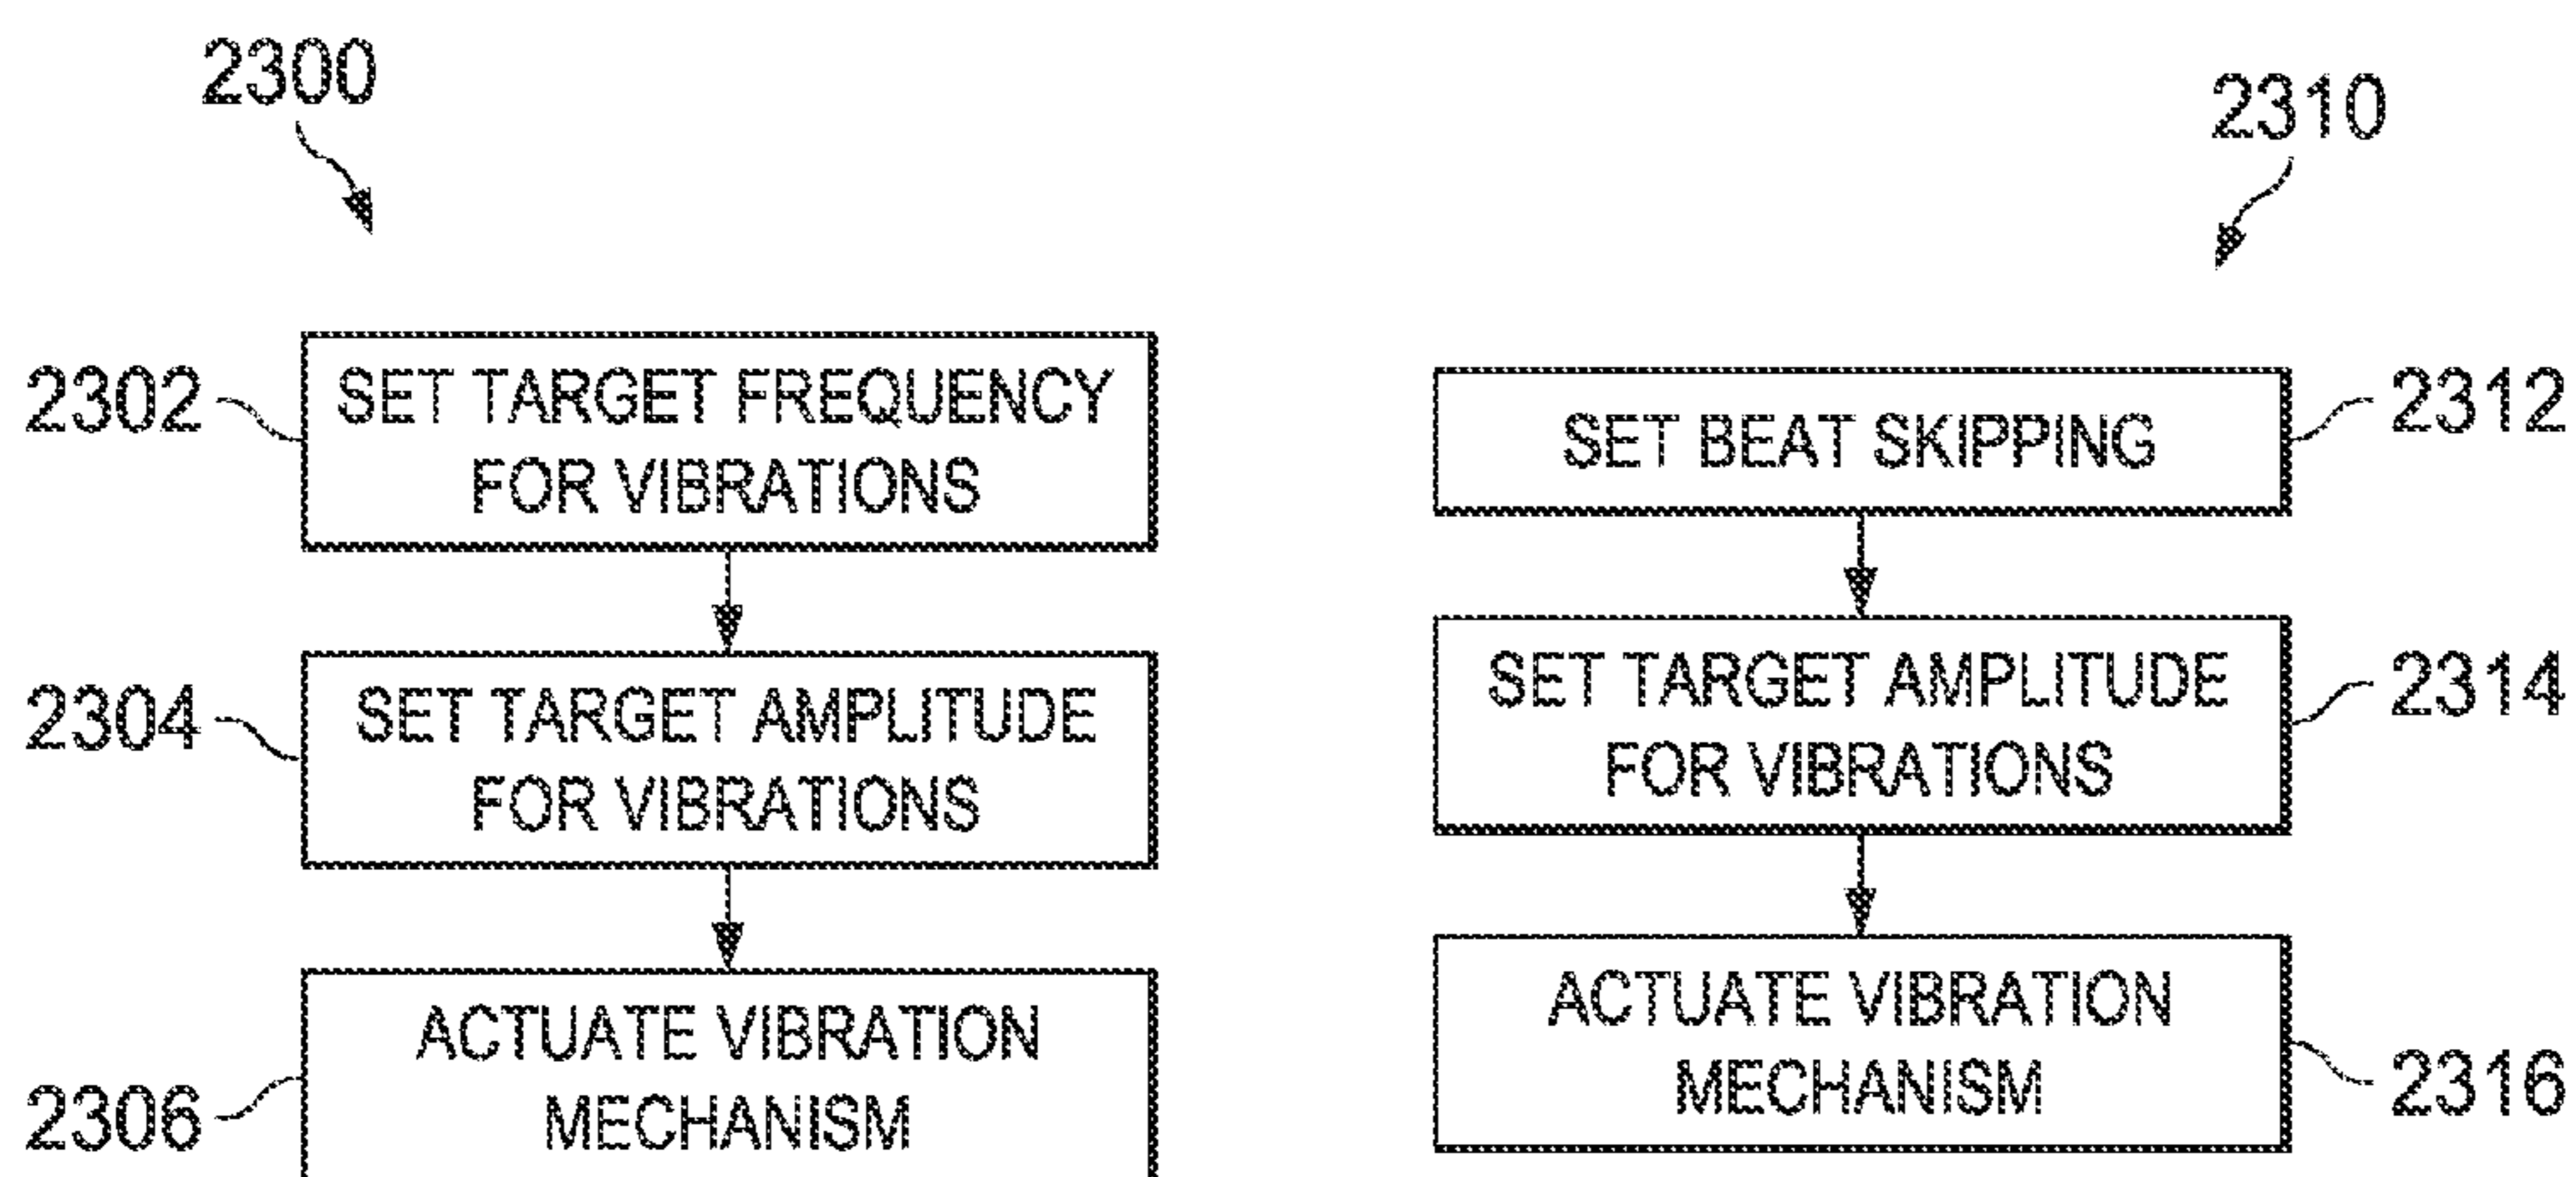 2300
2302
SET TARGET FREQUENCY
FOR VIBRATIONS
2304
SET TARGET AMPLITUDE
FOR VIBRATIONS
2306
ACTUATE VIBRATION
MECHANISM
2310
SET BEAT SKIPPING
2312
SET TARGET AMPLITUDE
FOR VIBRATIONS
2314
ACTUATE VIBRATION
MECHANISM
2316